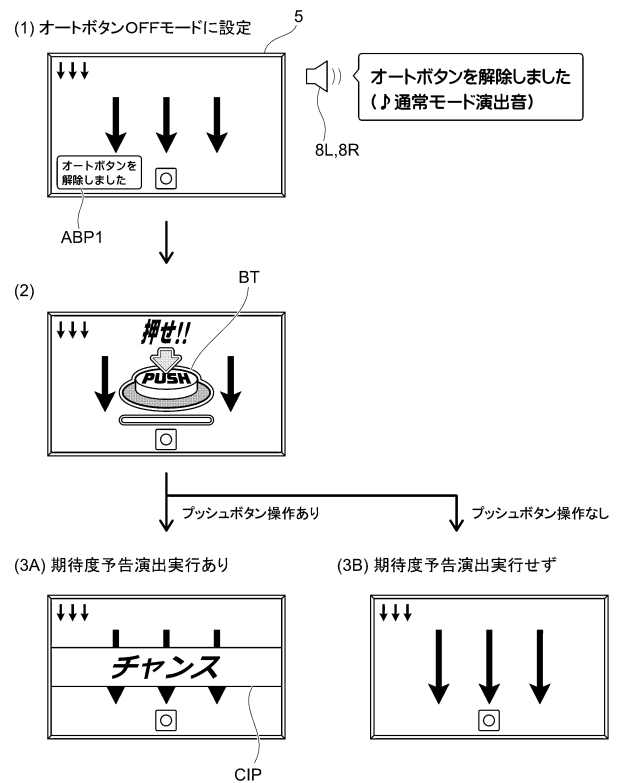 5
(1) オートボタンOFFモードに設定
オートボタンを解除しました
(♪通常モード演出音)
8L,8R
オートボタンを
解除しました
ABP1
(2)
BT
押せ!!
PUSH
プッシュボタン操作あり
プッシュボタン操作なし
(3A) 期待度予告演出実行あり
(3B) 期待度予告演出実行せず
チャンス
CIP